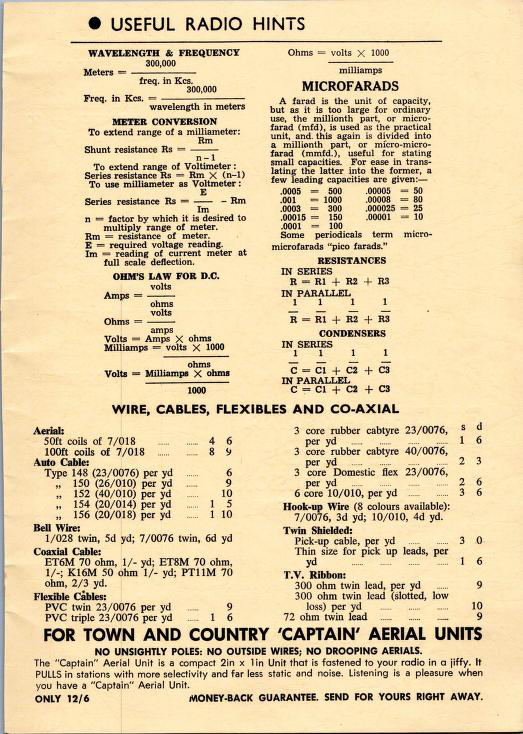 ● USEFUL RADIO HINTS
WAVELENGTH & FREQUENCY
300,000
Meters =
freq. in Kcs.
300,000
Freq. in Kcs. =
wavelength in meters
METER CONVERSION
To extend range of a milliameter:
Rm
Shunt resistance Rs =
n-1
To extend range of Voltmeter:
Series resistance Rs = Rm × (n-1)
To use milliameter as Voltmeter:
E
Series resistance Rs = - Rm
Im
n = factor by which it is desired to
multiply range of meter.
Rm = resistance of meter.
E = required voltage reading.
Im = reading of current meter at
full scale deflection.
OHM'S LAW FOR D.C.
volts
Amps =
ohms
volts
Ohms =
amps
Volts = Amps × ohms
Milliamps = volts × 1000
ohms
Volts = Milliamps × ohms
1000
Ohms = volts × 1000
milliamps
MICROFARADS
A farad is the unit of capacity,
but as it is too large for ordinary
use, the millionth part, or micro-
farad (mfd), is used as the practical
unit, and this again is divided into
a millionth part, or micro-micro-
farad (mmfd.), useful for stating
small capacities. For ease in trans-
lating the latter into the former, a
few leading capacities are given:—
.0005 = 500 .00005 = 50
.001 = 1000 .00008 = 80
.0003 = 300 .000025 = 25
.00015 = 150 .00001 = 10
.0001 = 100
Some periodicals term micro-
microfarads "pico farads."
RESISTANCES
IN SERIES
R = R1 + R2 + R3
IN PARALLEL
1 1 1 1
R = R1 + R2 + R3
CONDENSERS
IN SERIES
1 1 1 1
C = C1 + C2 + C3
IN PARALLEL
C = C1 + C2 + C3
WIRE, CABLES, FLEXIBLES AND CO-AXIAL
Aerial:
50ft coils of 7/018 ...... ...... 4 6
100ft coils of 7/018 ...... ...... 8 9
Auto Cable:
Type 148 (23/0076) per yd ...... 6
„ 150 (26/010) per yd ...... 9
„ 152 (40/010) per yd ...... 10
„ 154 (20/014) per yd ...... 1 5
„ 156 (20/018) per yd ...... 1 10
Bell Wire:
1/028 twin, 5d yd; 7/0076 twin, 6d yd
Coaxial Cable:
ET6M 70 ohm, 1/- yd; ET8M 70 ohm,
1/-; K16M 50 ohm 1/- yd; PT11M 70
ohm, 2/3 yd.
Flexible Cables:
PVC twin 23/0076 per yd ...... 9
PVC triple 23/0076 per yd ...... 1 6
s d
3 core rubber cabtyre 23/0076,
per yd ...... ...... ...... 1 6
3 core rubber cabtyre 40/0076,
per yd ...... ...... ...... 2 3
3 core Domestic flex 23/0076,
per yd ...... ...... ...... 2 6
6 core 10/010, per yd ...... ...... 3 6
Hook-up Wire (8 colours available):
7/0076, 3d yd; 10/010, 4d yd.
Twin Shielded:
Pick-up cable, per yd ...... 3 0
Thin size for pick up leads, per
yd ...... ...... ...... 1 6
T.V. Ribbon:
300 ohm twin lead, per yd ...... 9
300 ohm twin lead (slotted, low
loss) per yd ...... ...... 10
72 ohm twin lead ...... ...... 9
FOR TOWN AND COUNTRY 'CAPTAIN' AERIAL UNITS
NO UNSIGHTLY POLES: NO OUTSIDE WIRES; NO DROOPING AERIALS.
The "Captain" Aerial Unit is a compact 2in x 1in Unit that is fastened to your radio in a jiffy. It
PULLS in stations with more selectivity and far less static and noise. Listening is a pleasure when
you have a "Captain" Aerial Unit.
ONLY 12/6 MONEY-BACK GUARANTEE. SEND FOR YOURS RIGHT AWAY.